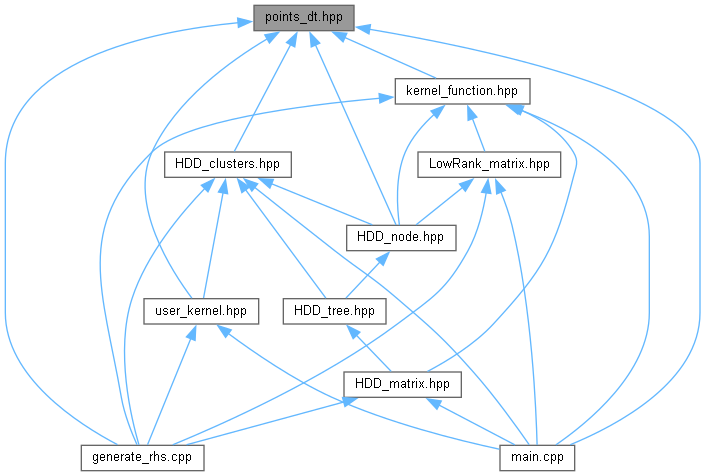 points_dt.hpp
kernel_function.hpp
HDD_clusters.hpp
LowRank_matrix.hpp
HDD_node.hpp
user_kernel.hpp
HDD_tree.hpp
HDD_matrix.hpp
generate_rhs.cpp
main.cpp